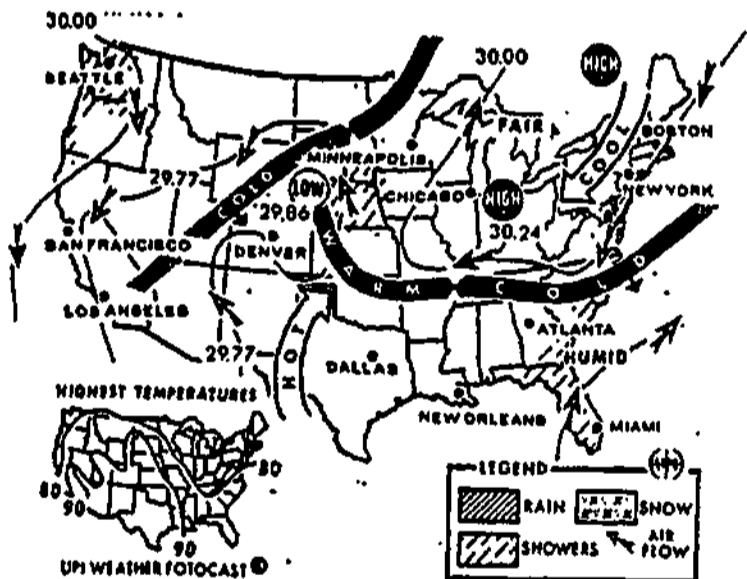 30.00
SEATTLE
30.00
HIGH
FAIR
COOL
BOSTON
MINNEAPOLIS
29.77
COLD
LOW
CHICAGO
HIGH
NEW YORK
29.86
30.24
SAN FRANCISCO
DENVER
WARM
COLD
LOS ANGELES
ATLANTA
29.77
HOT
DALLAS
HUMID
NEW ORLEANS
MIAMI
HIGHEST TEMPERATURES
80
90
80
90
UPI WEATHER FOTOCAST ©
LEGEND
RAIN
SNOW
SHOWERS
AIR FLOW